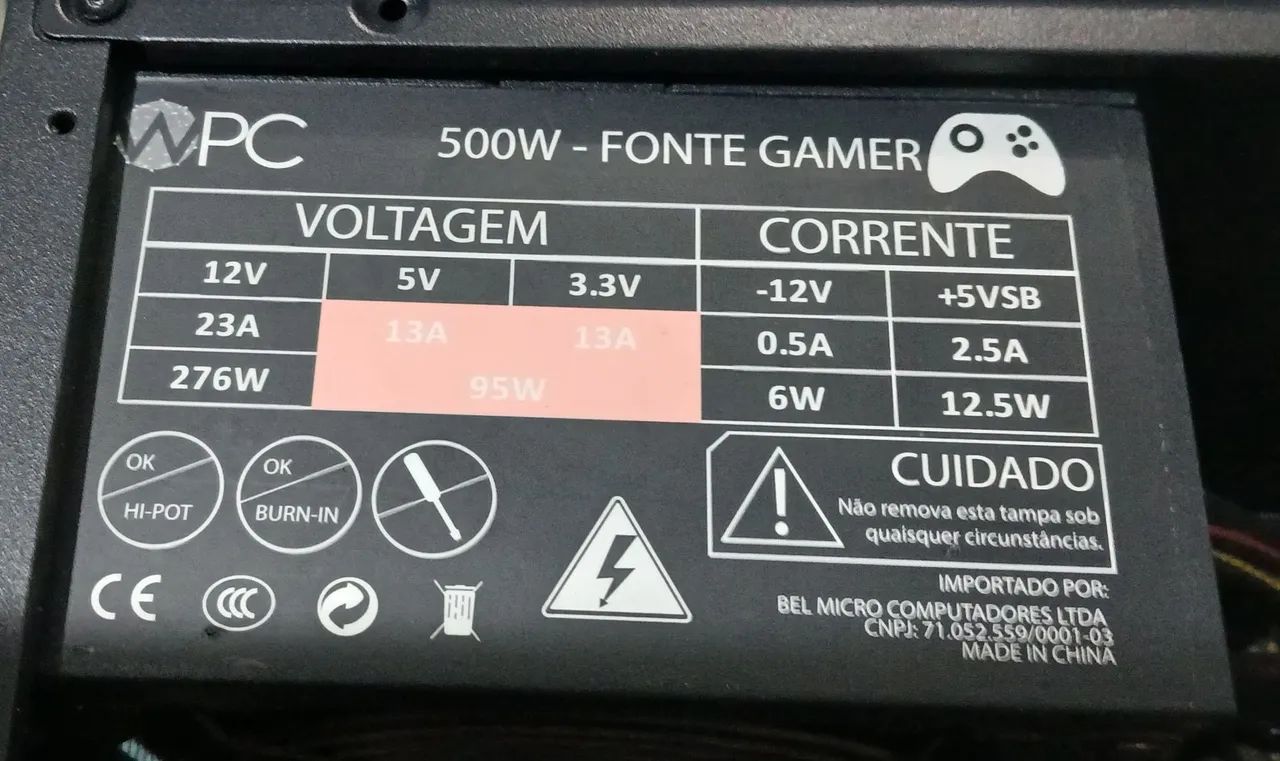 PC
500W - FONTE GAMER
VOLTAGEM CORRENTE
12V 5V 3.3V -12V +5VSB
23A 13A 13A 0.5A 2.5A
276W 95W 6W 12.5W
OK
HI-POT
OK
BURN-IN
CUIDADO
Não remova esta tampa sob
quaisquer circunstâncias.
CE CCC
IMPORTADO POR:
BEL MICRO COMPUTADORES LTDA
CNPJ: 71.052.559/0001-03
MADE IN CHINA